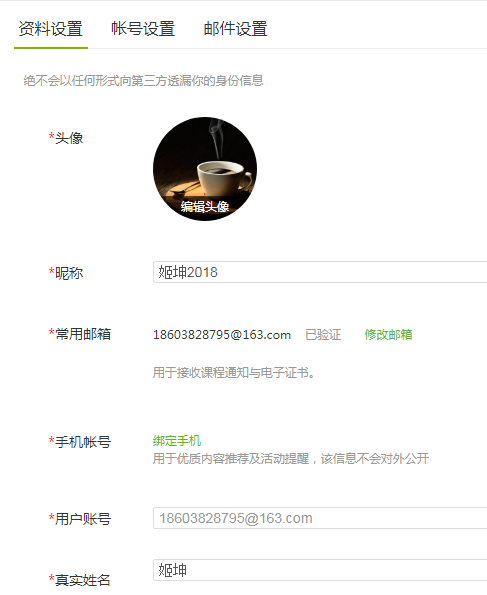 资料设置 帐号设置 邮件设置
绝不会以任何形式向第三方透漏你的身份信息
*头像
编辑头像
*昵称 姬坤2018
*常用邮箱 18603828795@163.com 已验证 修改邮箱
用于接收课程通知与电子证书。
*手机帐号 绑定手机
用于优质内容推荐及活动提醒，该信息不会对外公开
*用户账号 18603828795@163.com
*真实姓名 姬坤